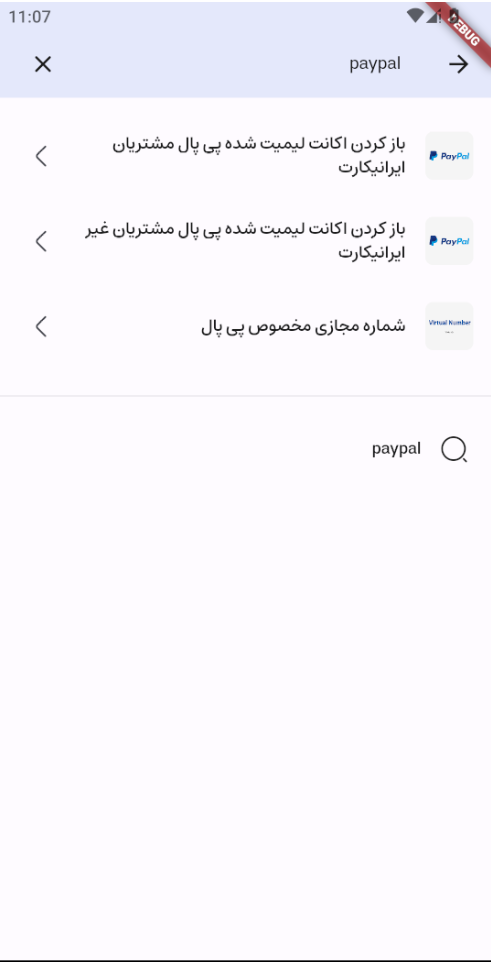 11:07
DEBUG
paypal
باز کردن اکانت لیمیت شده پی پال مشتریان
ایرانیکارت
PayPal
باز کردن اکانت لیمیت شده پی پال مشتریان غیر
ایرانیکارت
PayPal
شماره مجازی مخصوص پی پال
Virtual Number
paypal